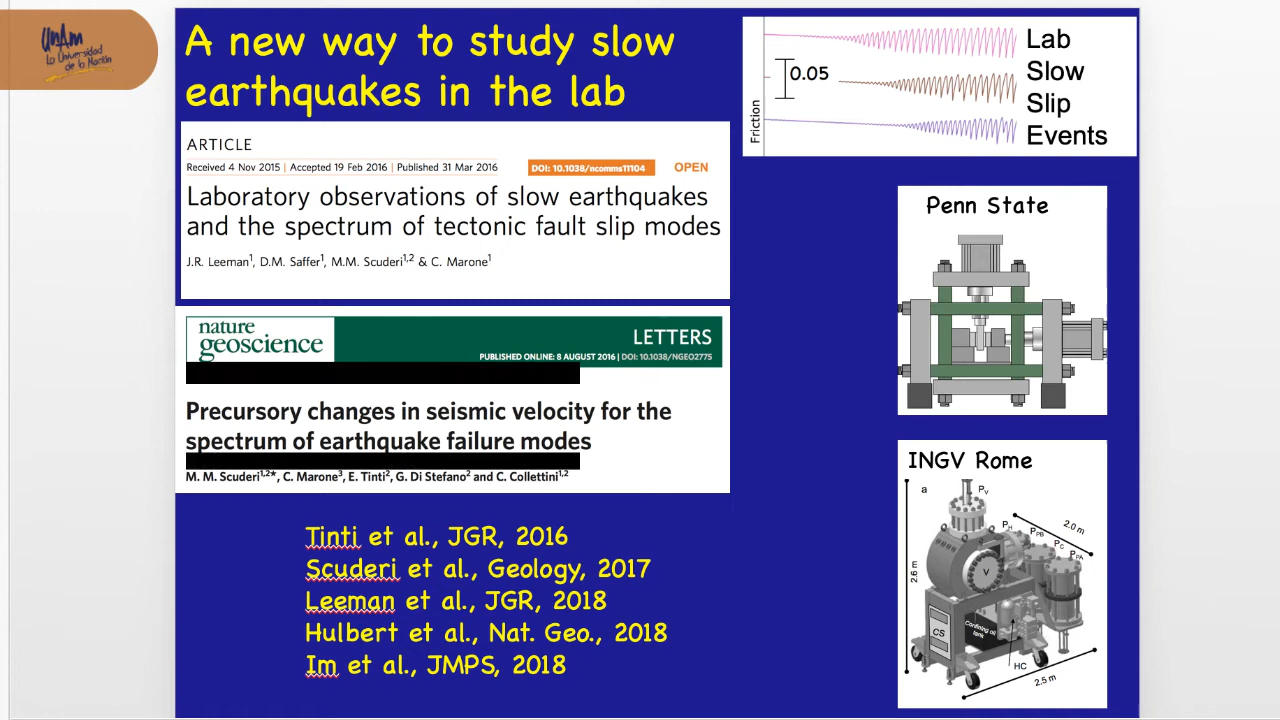 UnAm
La Universidad
de la Nación
A new way to study slow
earthquakes in the lab
ARTICLE
Received 4 Nov 2015 | Accepted 19 Feb 2016 | Published 31 Mar 2016
DOI: 10.1038/ncomms11104
OPEN
Laboratory observations of slow earthquakes
and the spectrum of tectonic fault slip modes
J.R. Leeman1, D.M. Saffer1, M.M. Scuderi1,2 & C. Marone1
nature
geoscience
LETTERS
PUBLISHED ONLINE: 8 AUGUST 2016 | DOI: 10.1038/NGEO2775
Precursory changes in seismic velocity for the
spectrum of earthquake failure modes
M. M. Scuderi1,2*, C. Marone3, E. Tinti2, G. Di Stefano2 and C. Collettini1,2
Tinti et al., JGR, 2016
Scuderi et al., Geology, 2017
Leeman et al., JGR, 2018
Hulbert et al., Nat. Geo., 2018
Im et al., JMPS, 2018
Friction
0.05
Lab
Slow
Slip
Events
Penn State
INGV Rome
a
PV
PH
PPB
PC
PPA
2.0 m
2.6 m
V
CS
Confining oil
tank
HC
2.5 m